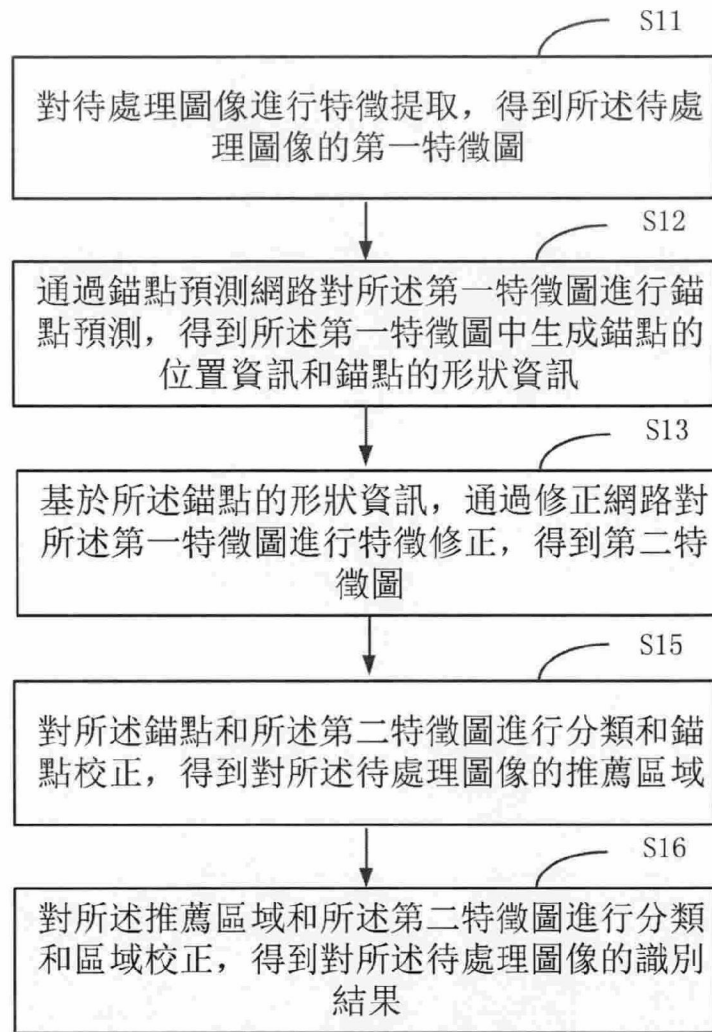 S11
對待處理圖像進行特徵提取，得到所述待處
理圖像的第一特徵圖
S12
通過錨點預測網路對所述第一特徵圖進行錨
點預測，得到所述第一特徵圖中生成錨點的
位置資訊和錨點的形狀資訊
S13
基於所述錨點的形狀資訊，通過修正網路對
所述第一特徵圖進行特徵修正，得到第二特
徵圖
S15
對所述錨點和所述第二特徵圖進行分類和錨
點校正，得到對所述待處理圖像的推薦區域
S16
對所述推薦區域和所述第二特徵圖進行分類
和區域校正，得到對所述待處理圖像的識別
結果